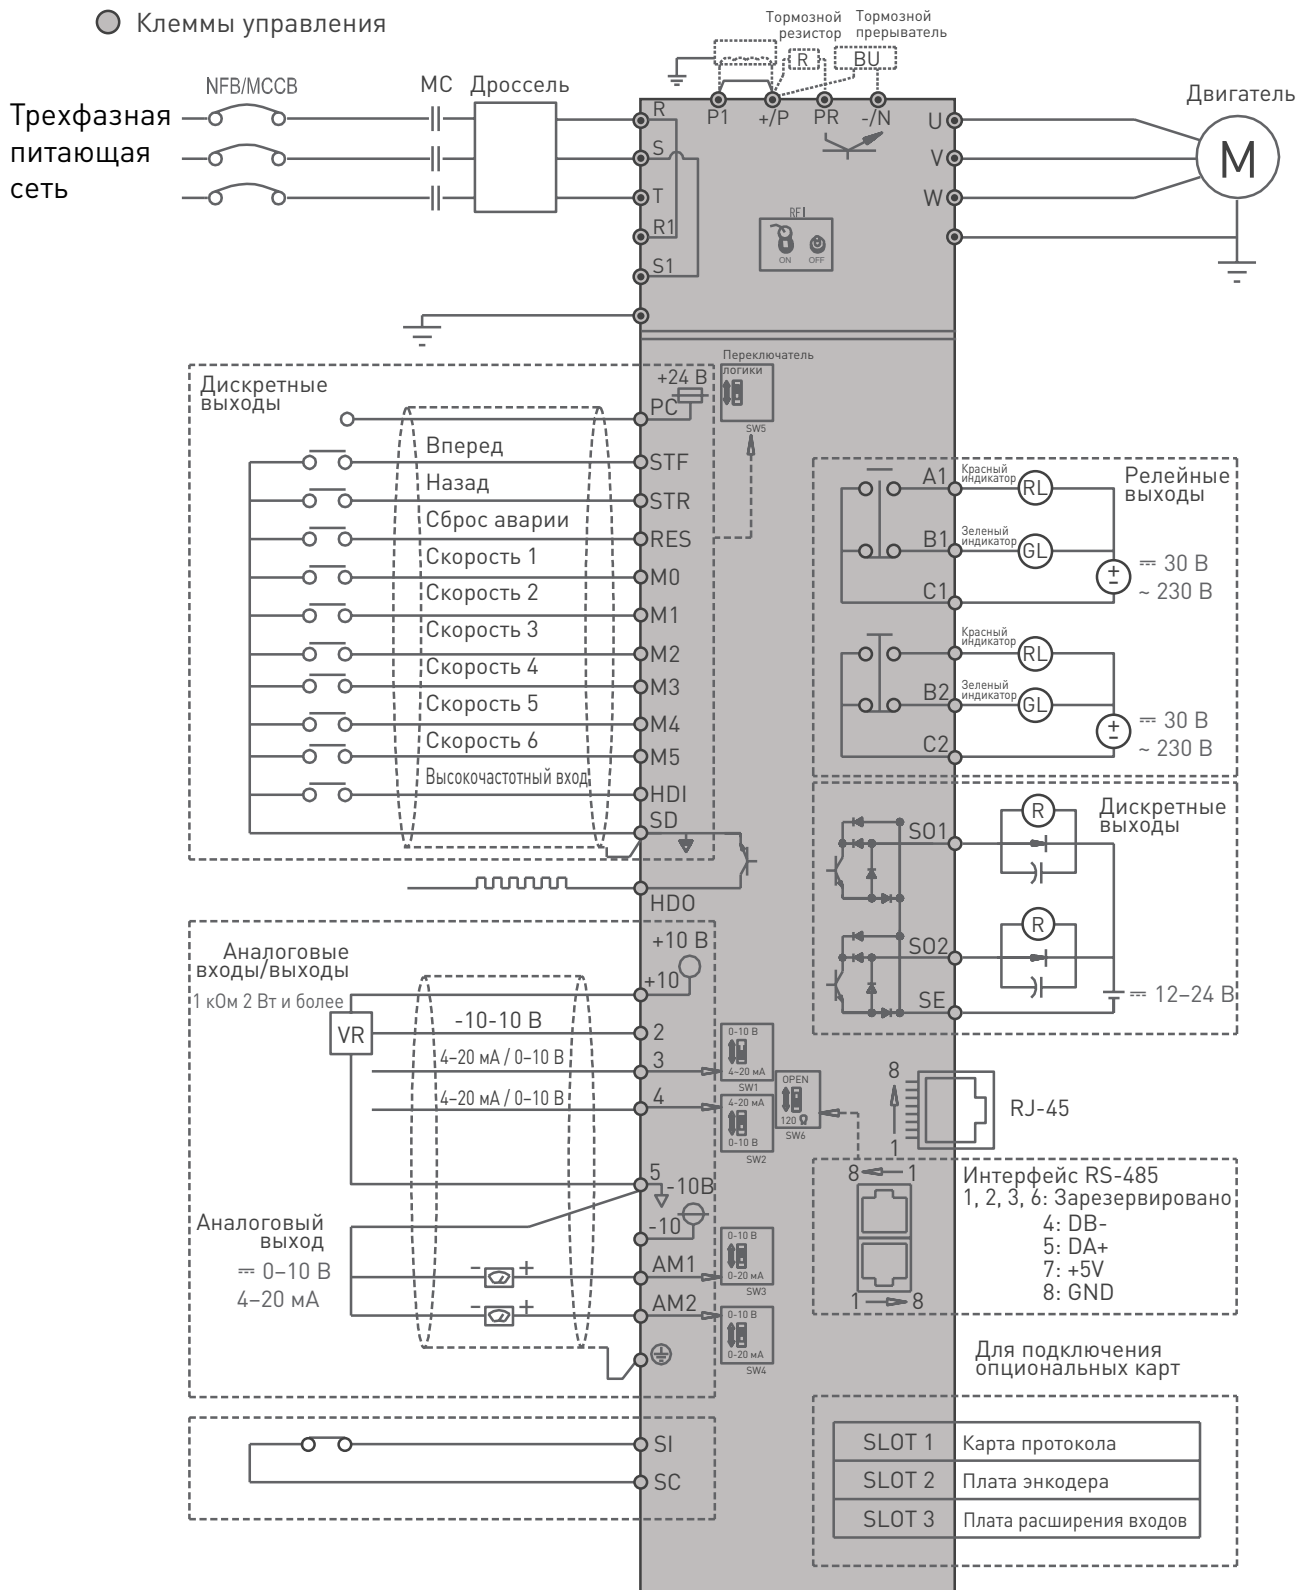 Клеммы управления
Тормозной
резистор
Тормозной
прерыватель
R
BU
NFB/MCCB
MC
Дроссель
Двигатель
Трехфазная
питающая
сеть
R
S
T
R1
S1
P1
+/P
PR
-/N
U
V
W
M
RFI
ON
OFF
Дискретные
выходы
+24 В
PC
Переключатель
логики
SW5
Вперед
STF
Назад
STR
Сброс аварии
RES
Скорость 1
M0
Скорость 2
M1
Скорость 3
M2
Скорость 4
M3
Скорость 5
M4
Скорость 6
M5
Высокочастотный вход
HDI
SD
HDO
A1
Красный
индикатор
RL
Релейные
выходы
B1
Зеленый
индикатор
GL
+
-
⎓ 30 В
~ 230 В
C1
Красный
индикатор
RL
B2
Зеленый
индикатор
GL
+
-
⎓ 30 В
~ 230 В
C2
Дискретные
выходы
R
SO1
R
SO2
SE
⎓ 12–24 В
Аналоговые
входы/выходы
1 кОм 2 Вт и более
VR
+10 В
+10
-10-10 В
2
4–20 мА / 0–10 В
3
4–20 мА / 0–10 В
4
0-10 В
4–20 мА
SW1
4–20 мА
0-10 В
SW2
OPEN
120 Ω
SW6
8
1
RJ-45
5
-10В
-10
Аналоговый
выход
⎓ 0–10 В
4–20 мА
- +
AM1
- +
AM2
0-10 В
0-20 мА
SW3
0-10 В
0-20 мА
SW4
8
1
1
8
Интерфейс RS-485
1, 2, 3, 6: Зарезервировано
4: DB-
5: DA+
7: +5V
8: GND
Для подключения
опциональных карт
SI
SC
SLOT 1
Карта протокола
SLOT 2
Плата энкодера
SLOT 3
Плата расширения входов